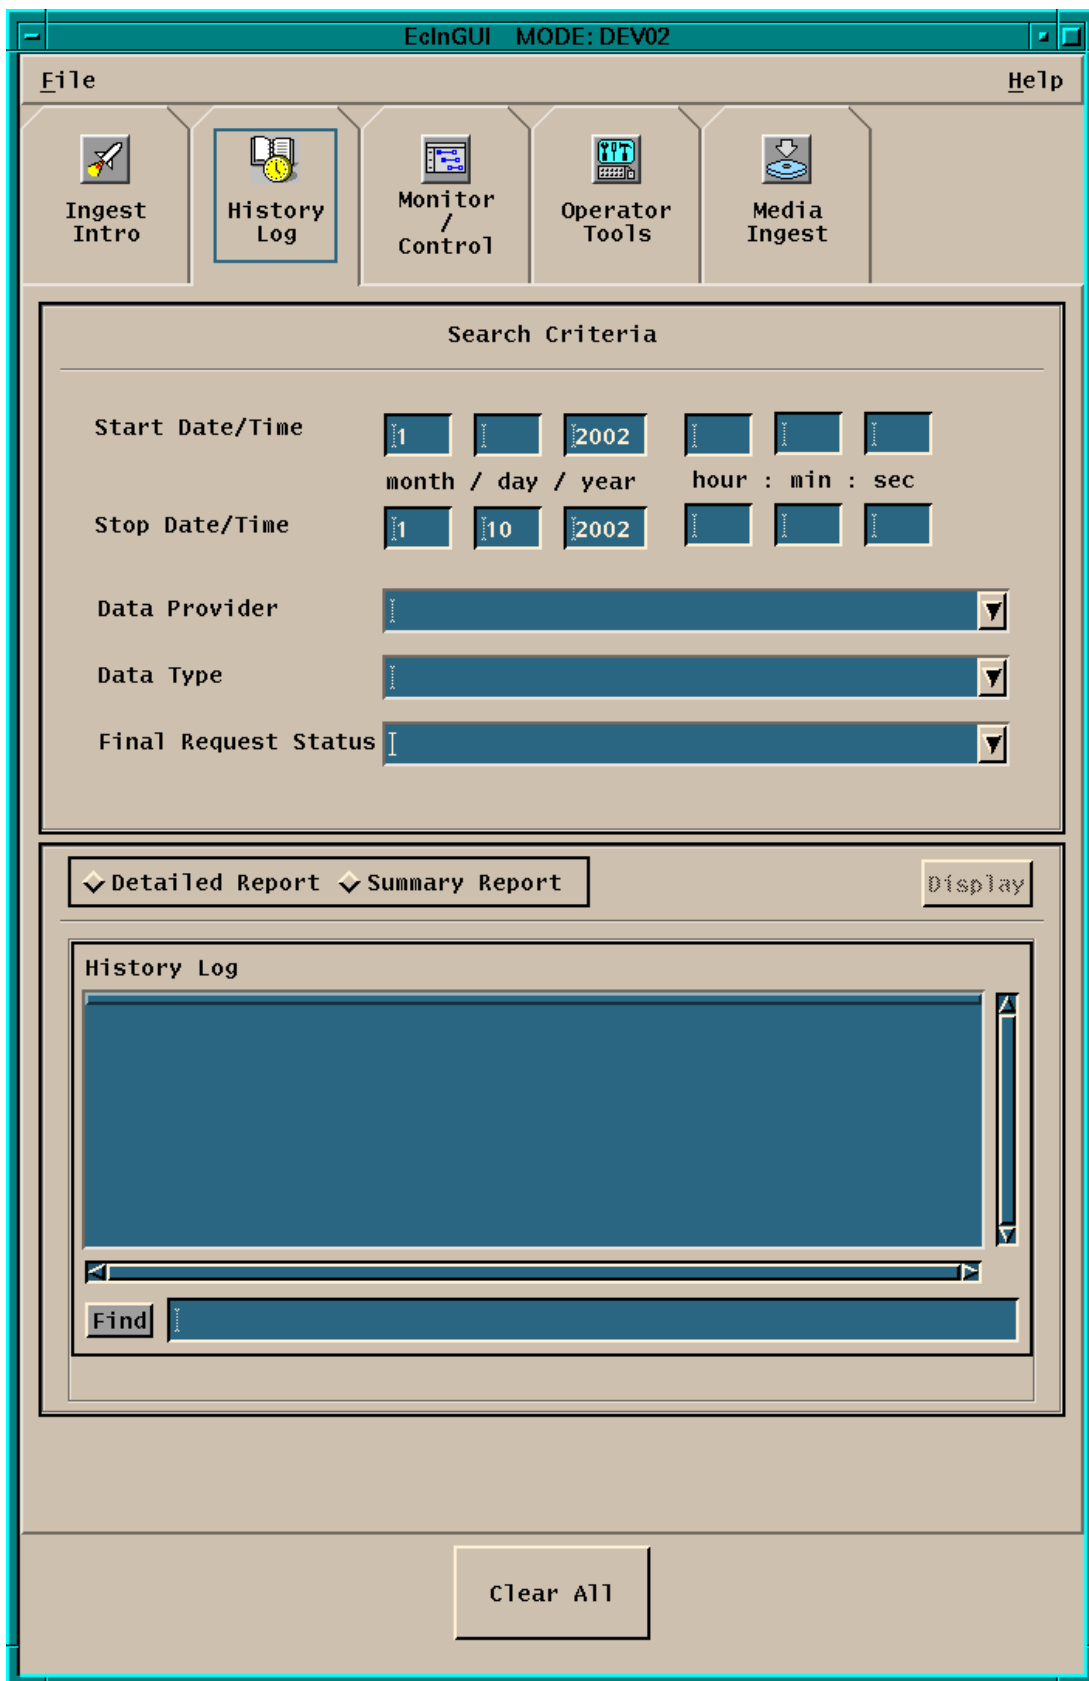 EcInGUI MODE: DEV02
File Help
Ingest Intro
History Log
Monitor / Control
Operator Tools
Media Ingest
Search Criteria
Start Date/Time 1 2002
month / day / year hour : min : sec
Stop Date/Time 1 10 2002
Data Provider
Data Type
Final Request Status
Detailed Report Summary Report Display
History Log
Find
Clear All